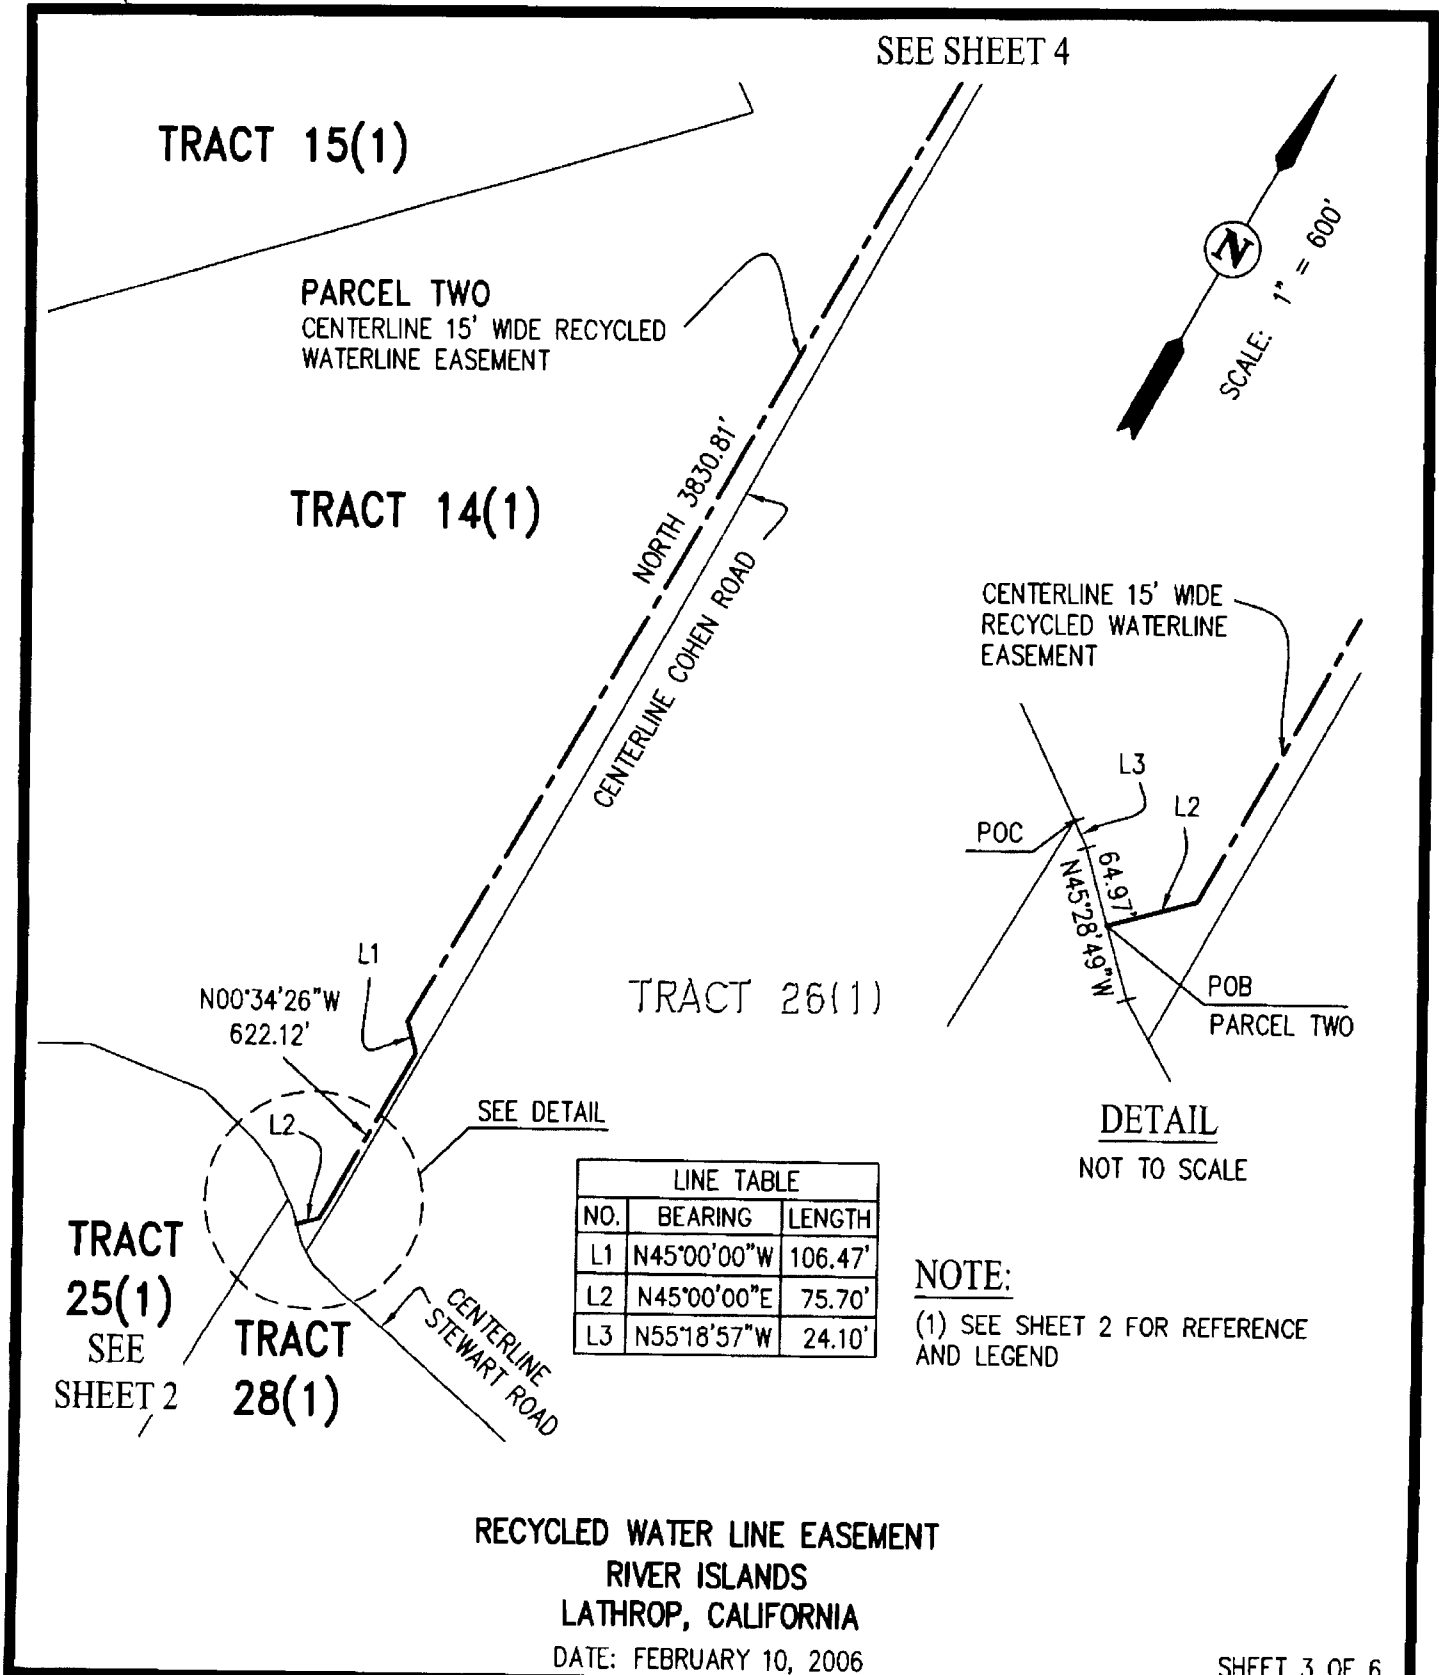 SEE SHEET 4
TRACT 15(1)
N
SCALE: 1" = 600'
PARCEL TWO
CENTERLINE 15' WIDE RECYCLED
WATERLINE EASEMENT
NORTH 3830.81'
TRACT 14(1)
CENTERLINE COHEN ROAD
CENTERLINE 15' WIDE
RECYCLED WATERLINE
EASEMENT
L3
L2
POC
64.97'
N45°28'49"W
POB
PARCEL TWO
DETAIL
NOT TO SCALE
L1
N00°34'26"W
622.12'
TRACT 26(1)
L2
SEE DETAIL
LINE TABLE
NO. BEARING LENGTH
L1 N45°00'00"W 106.47'
L2 N45°00'00"E 75.70'
L3 N55°18'57"W 24.10'
NOTE:
(1) SEE SHEET 2 FOR REFERENCE
AND LEGEND
TRACT
25(1)
SEE
SHEET 2
TRACT
28(1)
CENTERLINE
STEWART ROAD
RECYCLED WATER LINE EASEMENT
RIVER ISLANDS
LATHROP, CALIFORNIA
DATE: FEBRUARY 10, 2006
SHEET 3 OF 6